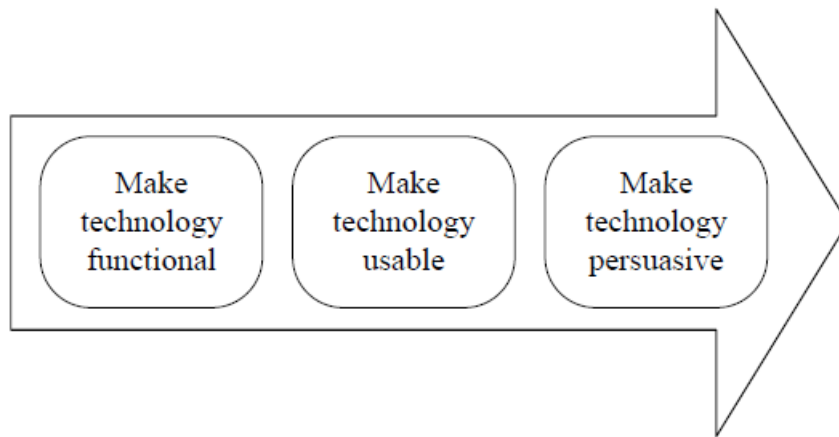 Make
technology
functional
Make
technology
usable
Make
technology
persuasive